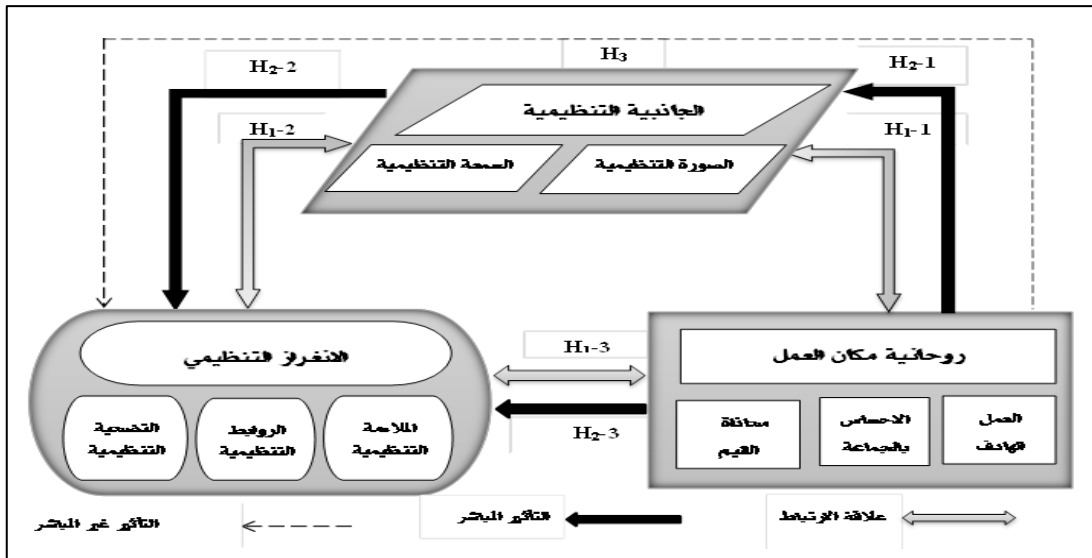 H3
H2-1
H2-2
الجاذبية التنظيمية
H1-1
H1-2
الصورة التنظيمية
السمعة التنظيمية
روحانية مكان العمل
الانغراز التنظيمي
H1-3
العمل
الهادف
الاحساس
بالجماعة
محاذاة
القيم
الملاءمة
التنظيمية
الروابط
التنظيمية
التضحية
التنظيمية
H2-3
علاقة الارتباط
التأثير المباشر
التأثير غير المباشر